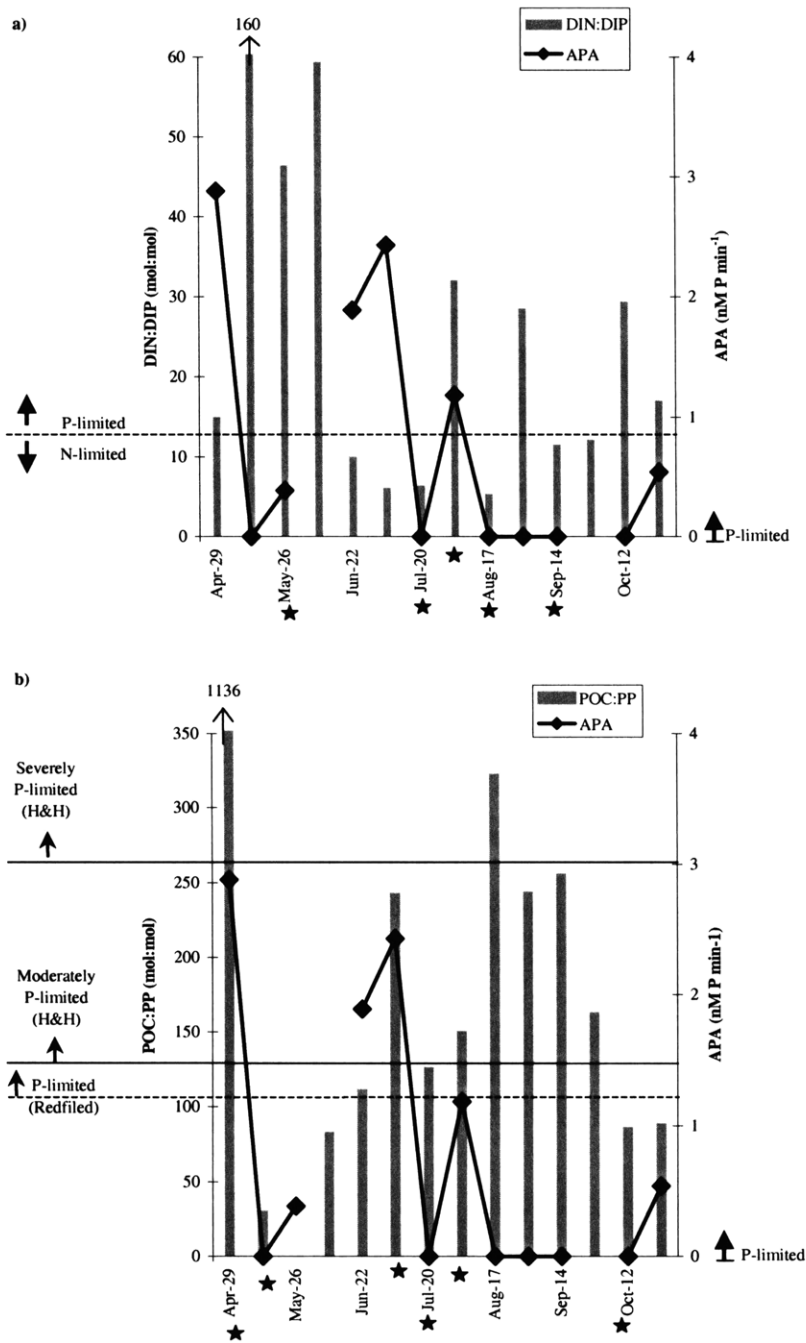 a)
160
DIN:DIP
APA
60
50
40
30
20
10
0
DIN:DIP (mol:mol)
4
3
2
1
0
APA (nM P min⁻¹)
P-limited
N-limited
P-limited
Apr-29
May-26
Jun-22
Jul-20
Aug-17
Sep-14
Oct-12
b)
1136
POC:PP
APA
350
300
250
200
150
100
50
0
POC:PP (mol:mol)
4
3
2
1
0
APA (nM P min-1)
Severely
P-limited
(H&H)
Moderately
P-limited
(H&H)
P-limited
(Redfiled)
P-limited
Apr-29
May-26
Jun-22
Jul-20
Aug-17
Sep-14
Oct-12